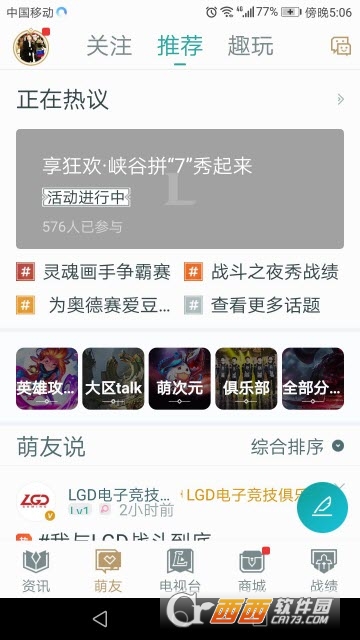 中国移动 77% 傍晚5:06
关注 推荐 趣玩
正在热议
享狂欢·峡谷拼“7”秀起来
活动进行中
576人已参与
# 灵魂画手争霸赛 # 战斗之夜秀战绩
# 为奥德赛爱豆... # 查看更多话题
英雄攻... 大区talk 萌次元 俱乐部 全部分...
萌友说 综合排序
LGD GAMING LGD电子竞技... LGD电子竞技俱乐
Lv1 2小时前
#我与LGD战斗到底
资讯 萌友 电视台 商城 战绩
西西软件园
CR173.COM